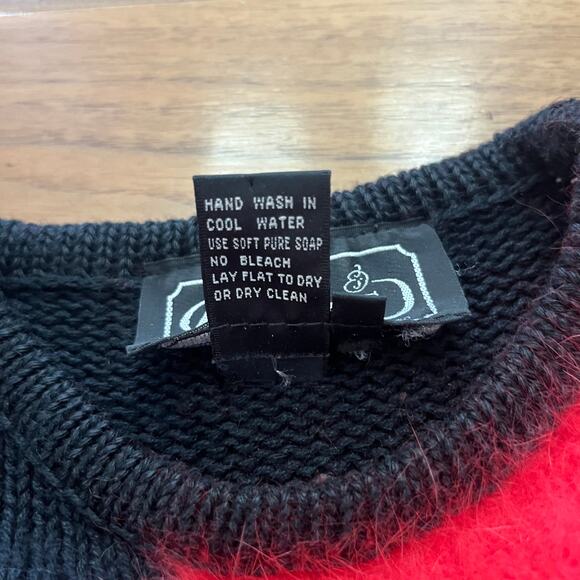 HAND WASH IN
COOL WATER
USE SOFT PURE SOAP
NO BLEACH
LAY FLAT TO DRY
OR DRY CLEAN